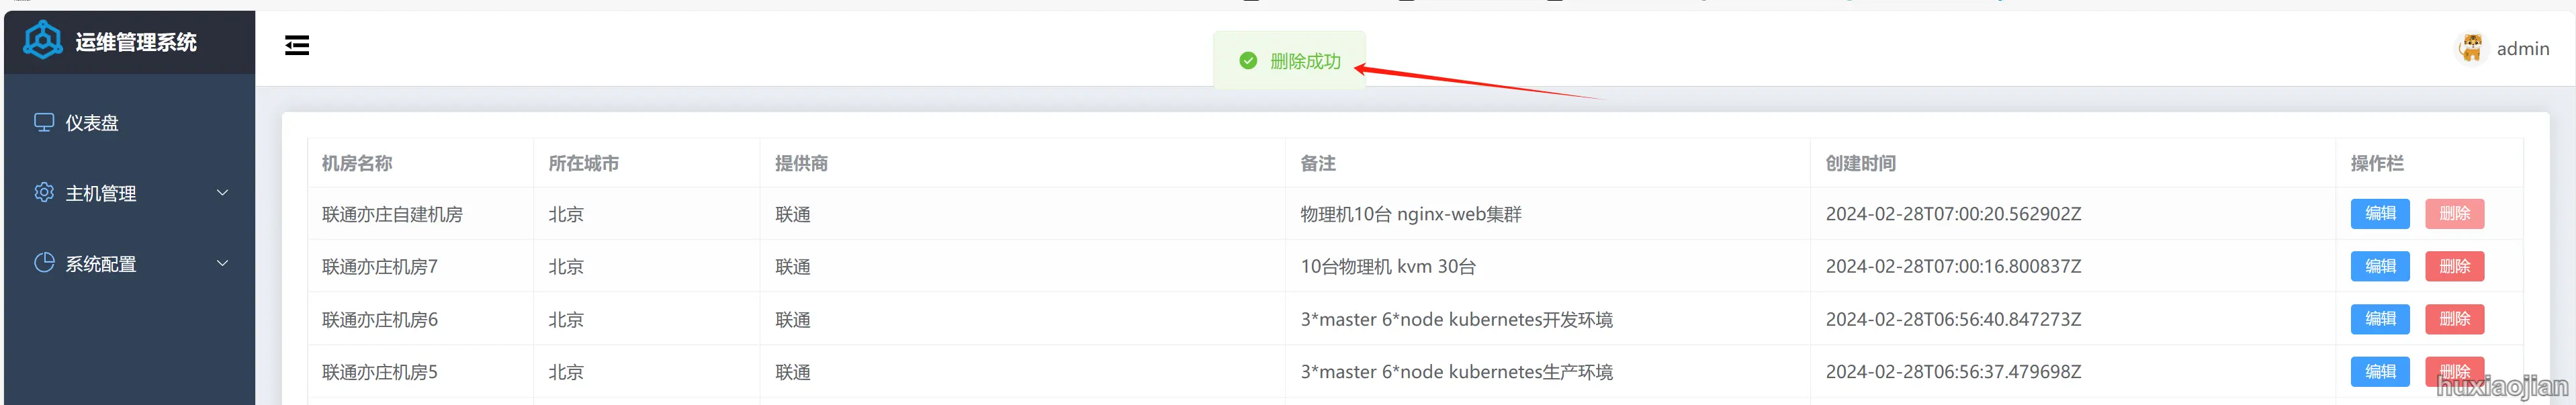 运维管理系统
删除成功
admin
仪表盘
主机管理
系统配置
机房名称 所在城市 提供商 备注 创建时间 操作栏
联通亦庄自建机房 北京 联通 物理机10台 nginx-web集群 2024-02-28T07:00:20.562902Z 编辑 删除
联通亦庄机房7 北京 联通 10台物理机 kvm 30台 2024-02-28T07:00:16.800837Z 编辑 删除
联通亦庄机房6 北京 联通 3*master 6*node kubernetes开发环境 2024-02-28T06:56:40.847273Z 编辑 删除
联通亦庄机房5 北京 联通 3*master 6*node kubernetes生产环境 2024-02-28T06:56:37.479698Z 编辑 删除
huxiaojian